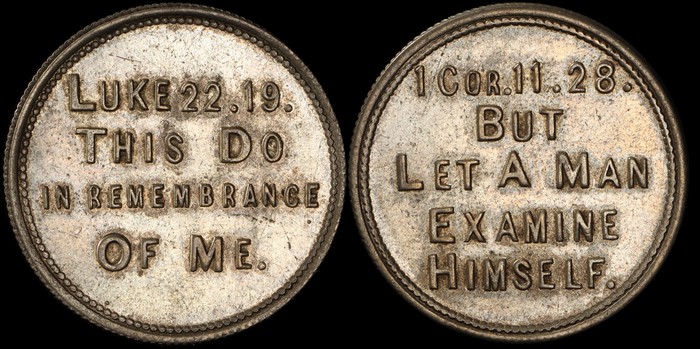 LUKE 22.19.
THIS DO
IN REMEMBRANCE
OF ME.
1 COR.11.28.
BUT
LET A MAN
EXAMINE
HIMSELF.